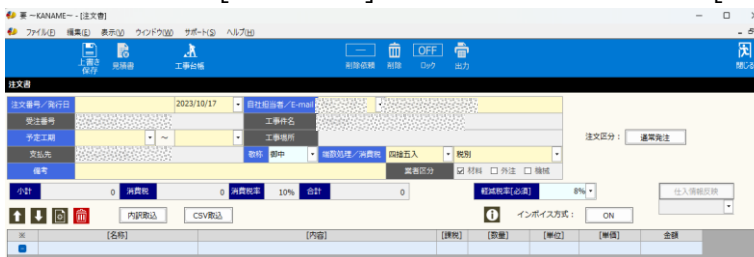 要 ～KANAME～ - [注文書]
ファイル(F) 編集(E) 表示(V) ウィンドウ(W) サポート(S) ヘルプ(H)
上書き保存 見積書 工事台帳 削除依頼 削除 OFF ロック 出力 閉じる
注文書
注文番号／発行日 2023/10/17 自社担当者／E-mail
受注番号 工事件名
予定工期 ～ 工事場所 注文区分： 通常発注
支払先 敬称 御中 端数処理／消費税 四捨五入 税別
備考 業者区分 材料 外注 機械
小計 0 消費税 0 消費税率 10% 合計 0 軽減税率[必須] 8% 仕入情報反映
内訳取込 CSV取込 インボイス方式： ON
※ [名称] [内容] [課税] [数量] [単位] [単価] 金額